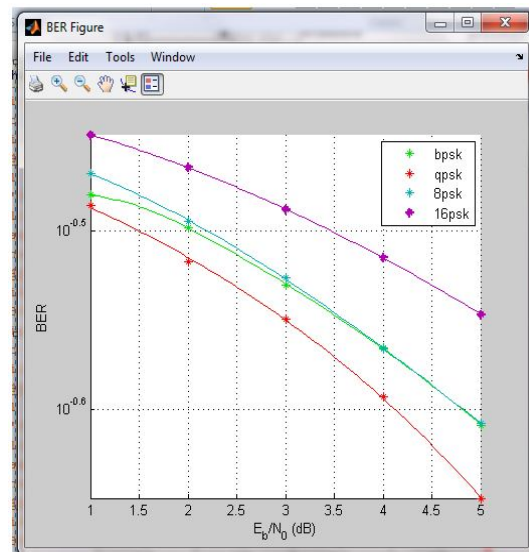 BER Figure
File Edit Tools Window
bpsk
qpsk
8psk
16psk
10^-0.5
BER
10^-0.6
1 1.5 2 2.5 3 3.5 4 4.5 5
E_b/N_0 (dB)